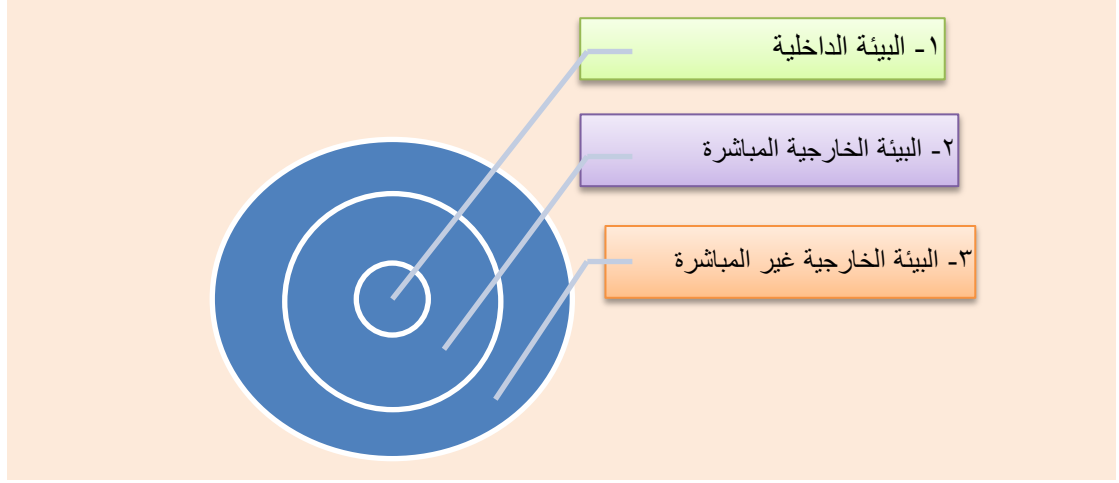 ١- البيئة الداخلية
٢- البيئة الخارجية المباشرة
٣- البيئة الخارجية غير المباشرة